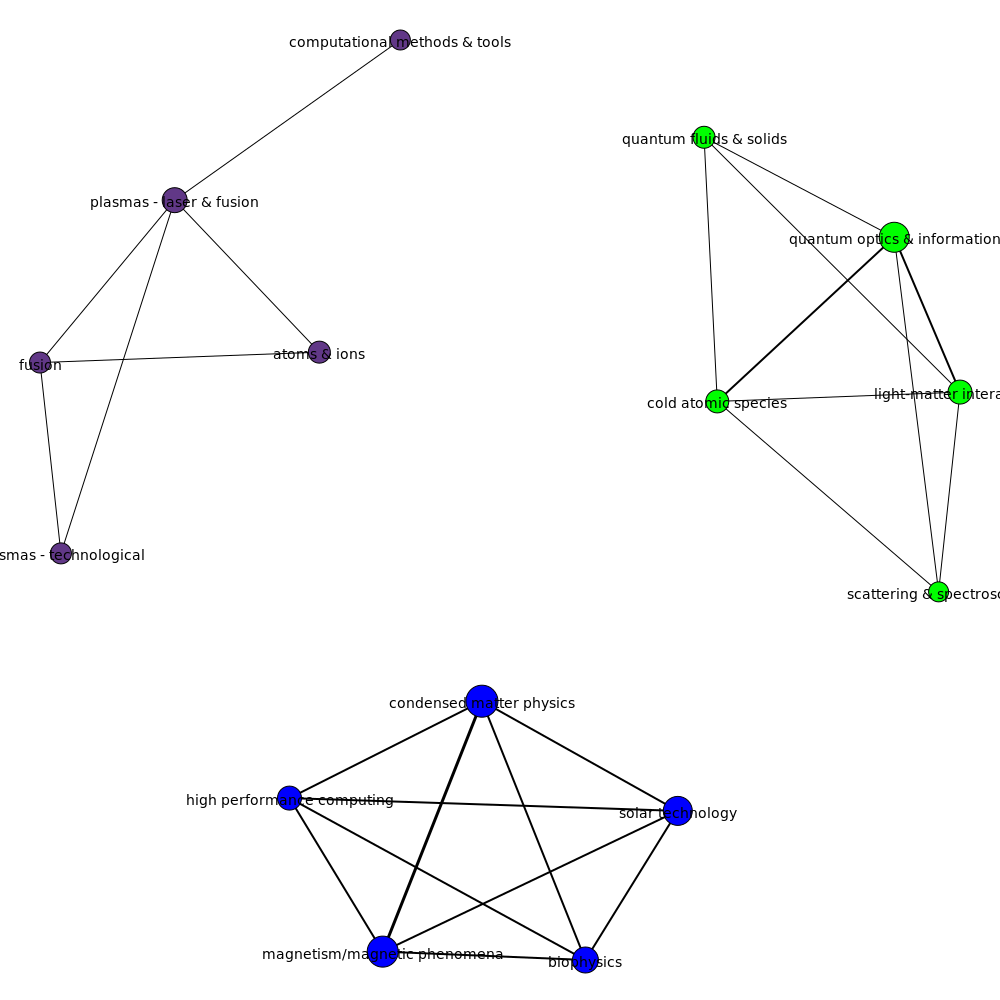 computational methods & tools
quantum fluids & solids
plasmas - laser & fusion
quantum optics & information
atoms & ions
fusion
light-matter intera
cold atomic species
smas - technological
scattering & spectrosc
condensed matter physics
high performance computing
solar technology
magnetism/magnetic phenomena
biophysics